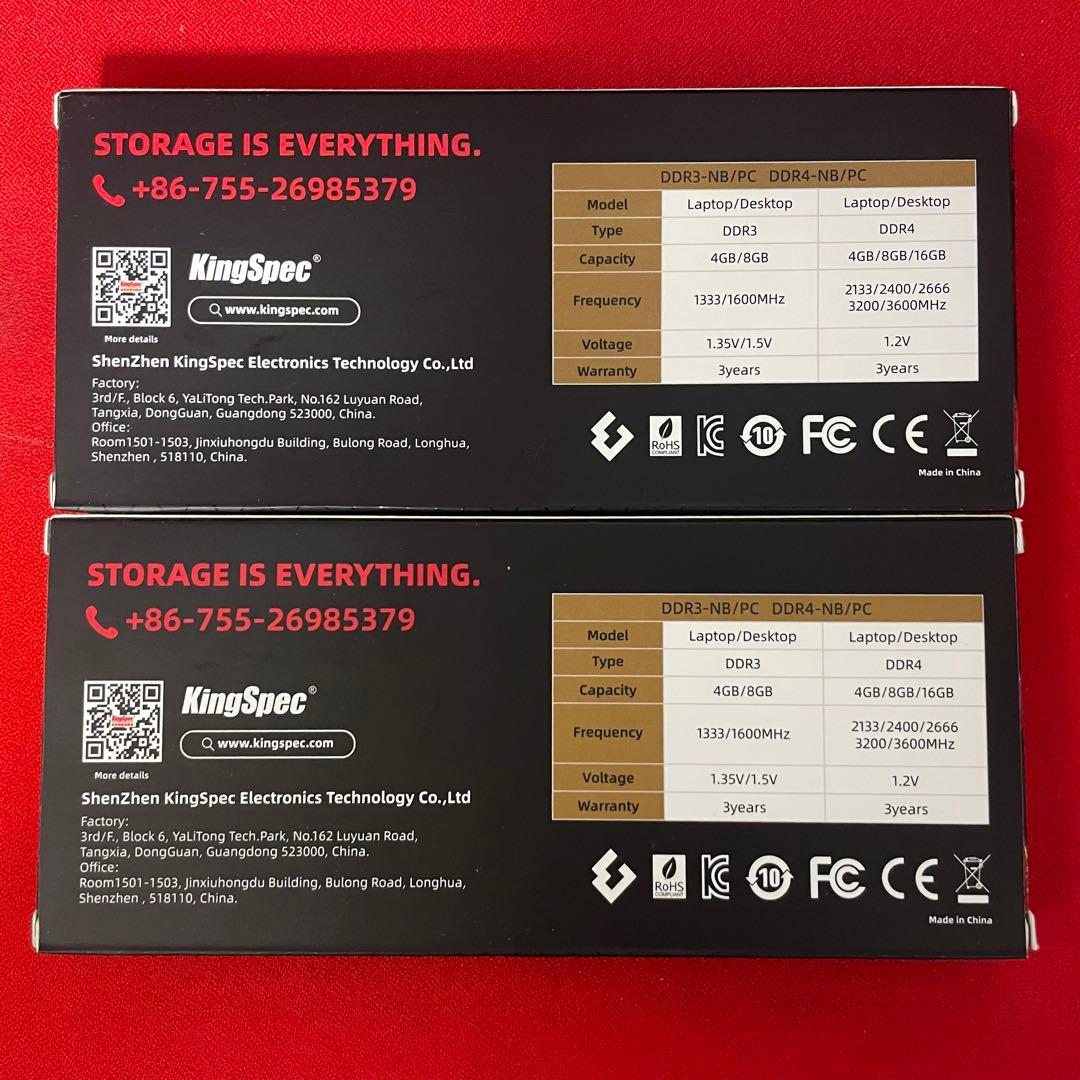 STORAGE IS EVERYTHING.
+86-755-26985379
KingSpec®
www.kingspec.com
More details
ShenZhen KingSpec Electronics Technology Co.,Ltd
Factory:
3rd/F., Block 6, YaLiTong Tech.Park, No.162 Luyuan Road,
Tangxia, DongGuan, Guangdong 523000, China.
Office:
Room1501-1503, Jinxiuhongdu Building, Bulong Road, Longhua,
Shenzhen , 518110, China.
DDR3-NB/PC DDR4-NB/PC
Model Laptop/Desktop Laptop/Desktop
Type DDR3 DDR4
Capacity 4GB/8GB 4GB/8GB/16GB
Frequency 1333/1600MHz 2133/2400/2666
3200/3600MHz
Voltage 1.35V/1.5V 1.2V
Warranty 3years 3years
RoHS
COMPLIANT
10
FC CE
Made in China
STORAGE IS EVERYTHING.
+86-755-26985379
KingSpec®
www.kingspec.com
More details
ShenZhen KingSpec Electronics Technology Co.,Ltd
Factory:
3rd/F., Block 6, YaLiTong Tech.Park, No.162 Luyuan Road,
Tangxia, DongGuan, Guangdong 523000, China.
Office:
Room1501-1503, Jinxiuhongdu Building, Bulong Road, Longhua,
Shenzhen , 518110, China.
DDR3-NB/PC DDR4-NB/PC
Model Laptop/Desktop Laptop/Desktop
Type DDR3 DDR4
Capacity 4GB/8GB 4GB/8GB/16GB
Frequency 1333/1600MHz 2133/2400/2666
3200/3600MHz
Voltage 1.35V/1.5V 1.2V
Warranty 3years 3years
RoHS
COMPLIANT
10
FC CE
Made in China